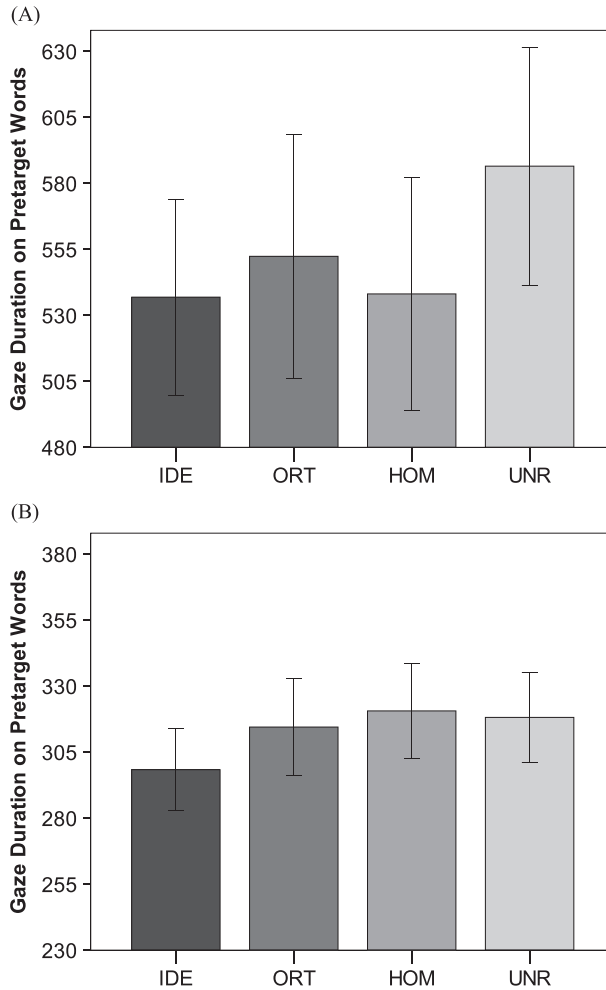 (A)
Gaze Duration on Pretarget Words
630
605
580
555
530
505
480
IDE ORT HOM UNR
(B)
Gaze Duration on Pretarget Words
380
355
330
305
280
255
230
IDE ORT HOM UNR